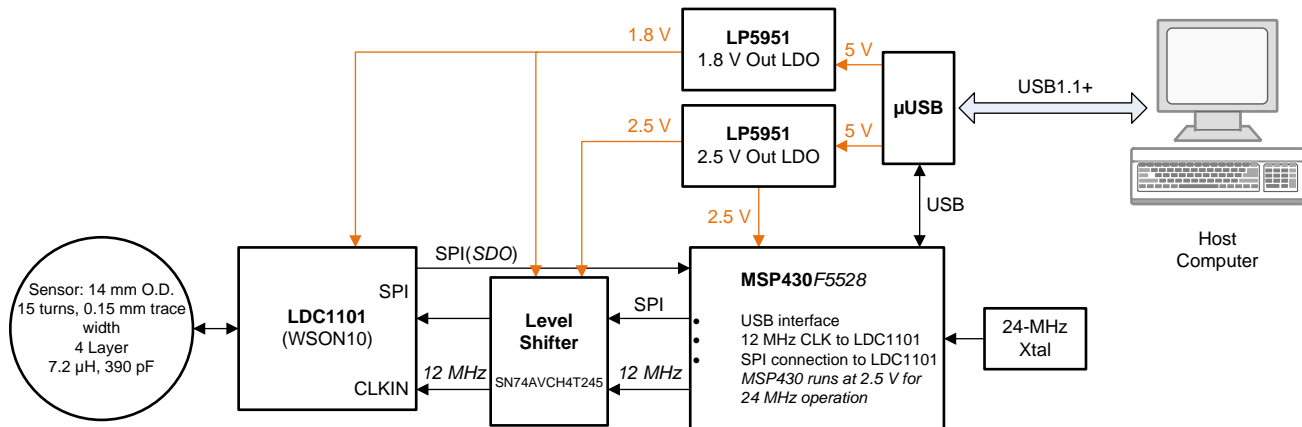 1.8 V
LP5951
1.8 V Out LDO
5 V
µUSB
USB1.1+
2.5 V
LP5951
2.5 V Out LDO
5 V
2.5 V
USB
Host
Computer
Sensor: 14 mm O.D.
15 turns, 0.15 mm trace
width
4 Layer
7.2 µH, 390 pF
SPI(SDO)
SPI
LDC1101
(WSON10)
CLKIN
12 MHz
Level
Shifter
SN74AVCH4T245
SPI
12 MHz
MSP430F5528
USB interface
12 MHz CLK to LDC1101
SPI connection to LDC1101
MSP430 runs at 2.5 V for
24 MHz operation
24-MHz
Xtal